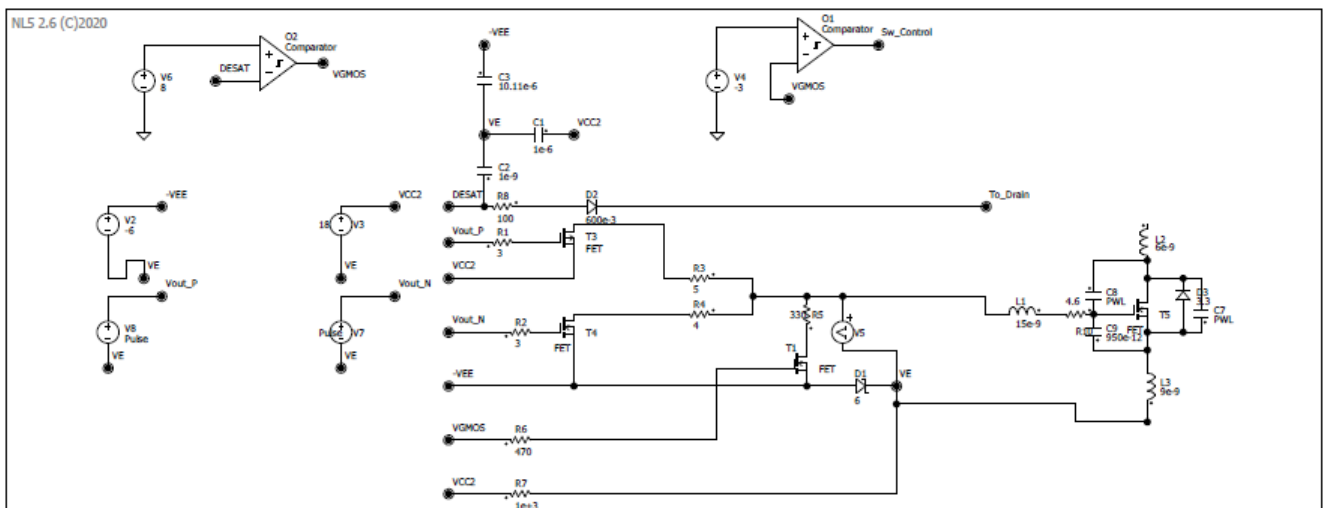 NL5 2.6 (C)2020
O2
Comparator
DESAT
VGMOS
V6
8
-VEE
C3
10.11e-6
VE
C1
1e-6
VCC2
C2
1e-9
O1
Comparator
Sw_Control
V4
-3
VGMOS
-VEE
V2
-6
VE
VCC2
18
V3
VE
DESAT
R8
100
D2
600e-3
To_Drain
Vout_P
R1
3
T3
FET
VCC2
R3
5
Vout_P
V8
Pulse
VE
Vout_N
Pulse
V7
VE
Vout_N
R2
3
T4
FET
R4
4
330
R5
V5
T1
FET
-VEE
D1
6
VE
L1
15e-9
4.6
C8
PWL
C9
950e-12
L2
6e-9
D3
3.3
T5
FET
C7
PWL
L3
9e-9
VGMOS
R6
470
VCC2
R7
1e+3